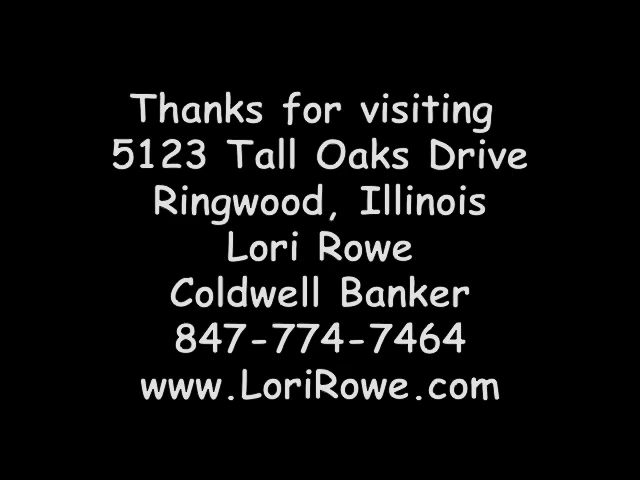 Thanks for visiting
5123 Tall Oaks Drive
Ringwood, Illinois
Lori Rowe
Coldwell Banker
847-774-7464
www.LoriRowe.com